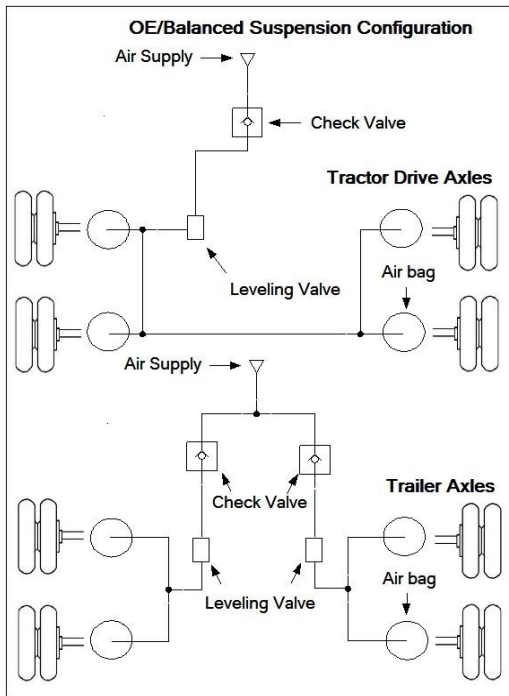 OE/Balanced Suspension Configuration
Air Supply
Check Valve
Tractor Drive Axles
Leveling Valve
Air bag
Air Supply
Check Valve
Trailer Axles
Leveling Valve
Air bag